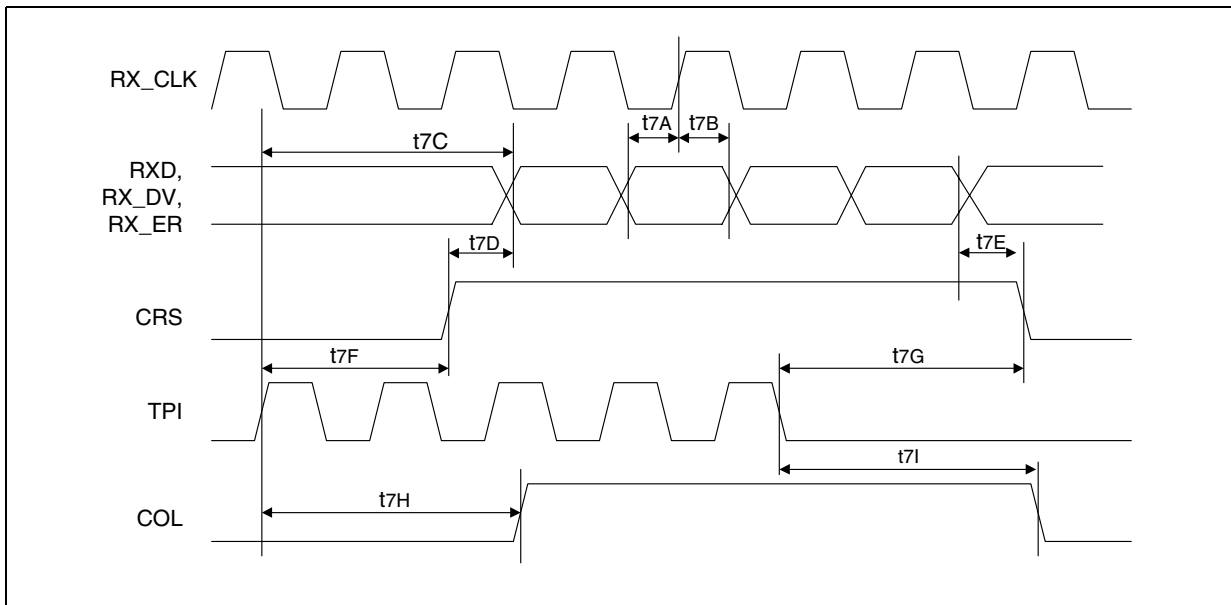 RX_CLK
t7A
t7B
t7C
RXD,
RX_DV,
RX_ER
t7D
t7E
CRS
t7F
t7G
TPI
t7I
t7H
COL